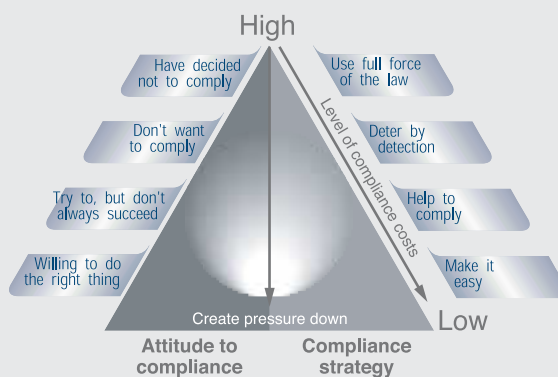 High
Have decided
not to comply
Use full force
of the law
Don't want
to comply
Deter by
detection
Level of compliance costs
Try to, but don't
always succeed
Help to
comply
Willing to do
the right thing
Make it
easy
Create pressure down
Low
Attitude to
compliance
Compliance
strategy